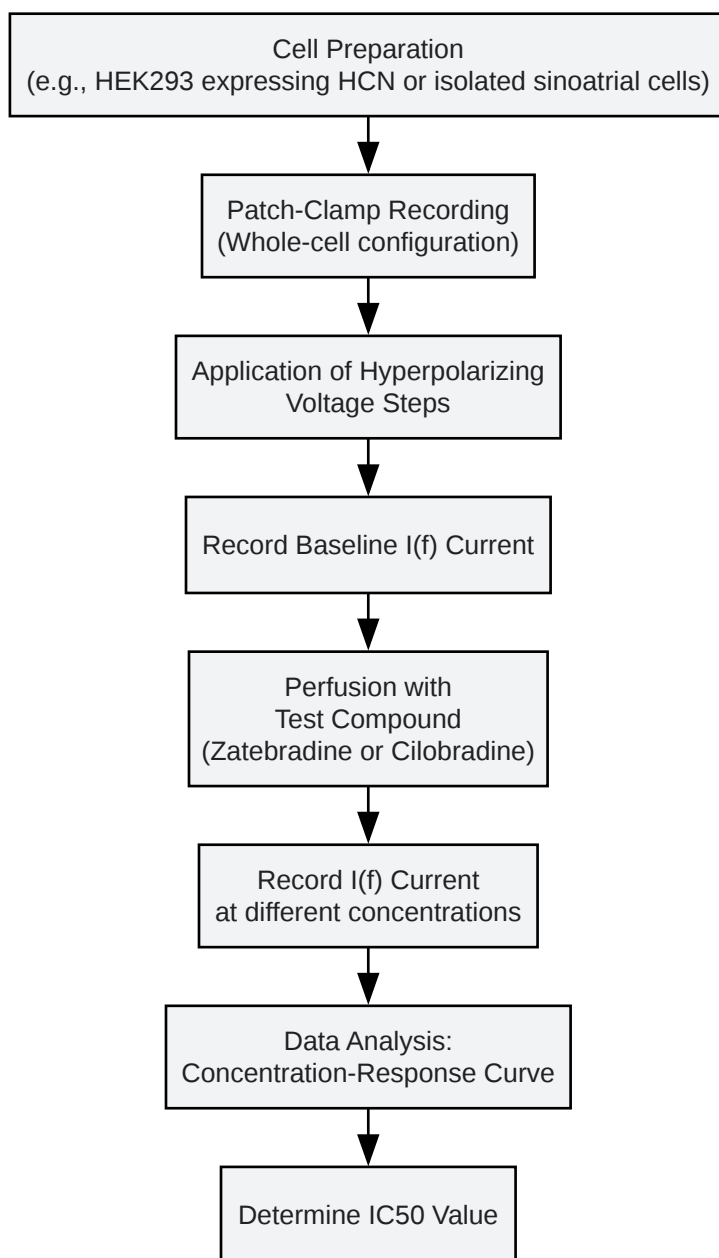 Cell Preparation
(e.g., HEK293 expressing HCN or isolated sinoatrial cells)
Patch-Clamp Recording
(Whole-cell configuration)
Application of Hyperpolarizing
Voltage Steps
Record Baseline I(f) Current
Perfusion with
Test Compound
(Zatebradine or Cilobradine)
Record I(f) Current
at different concentrations
Data Analysis:
Concentration-Response Curve
Determine IC50 Value